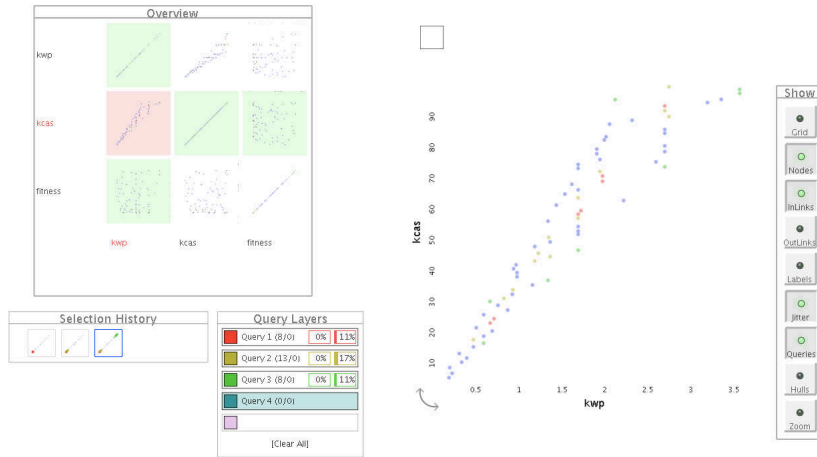 Overview
kwp
kcas
fitness
kwp kcas fitness
Selection History
Query Layers
Query 1 (8/0) 0% 11%
Query 2 (13/0) 0% 17%
Query 3 (8/0) 0% 11%
Query 4 (0/0)
[Clear All]
90
80
70
60
50
40
30
20
10
kcas
0.5 1 1.5 2 2.5 3 3.5
kwp
Show
Grid
Nodes
InLinks
OutLinks
Labels
Jitter
Queries
Hulls
Zoom